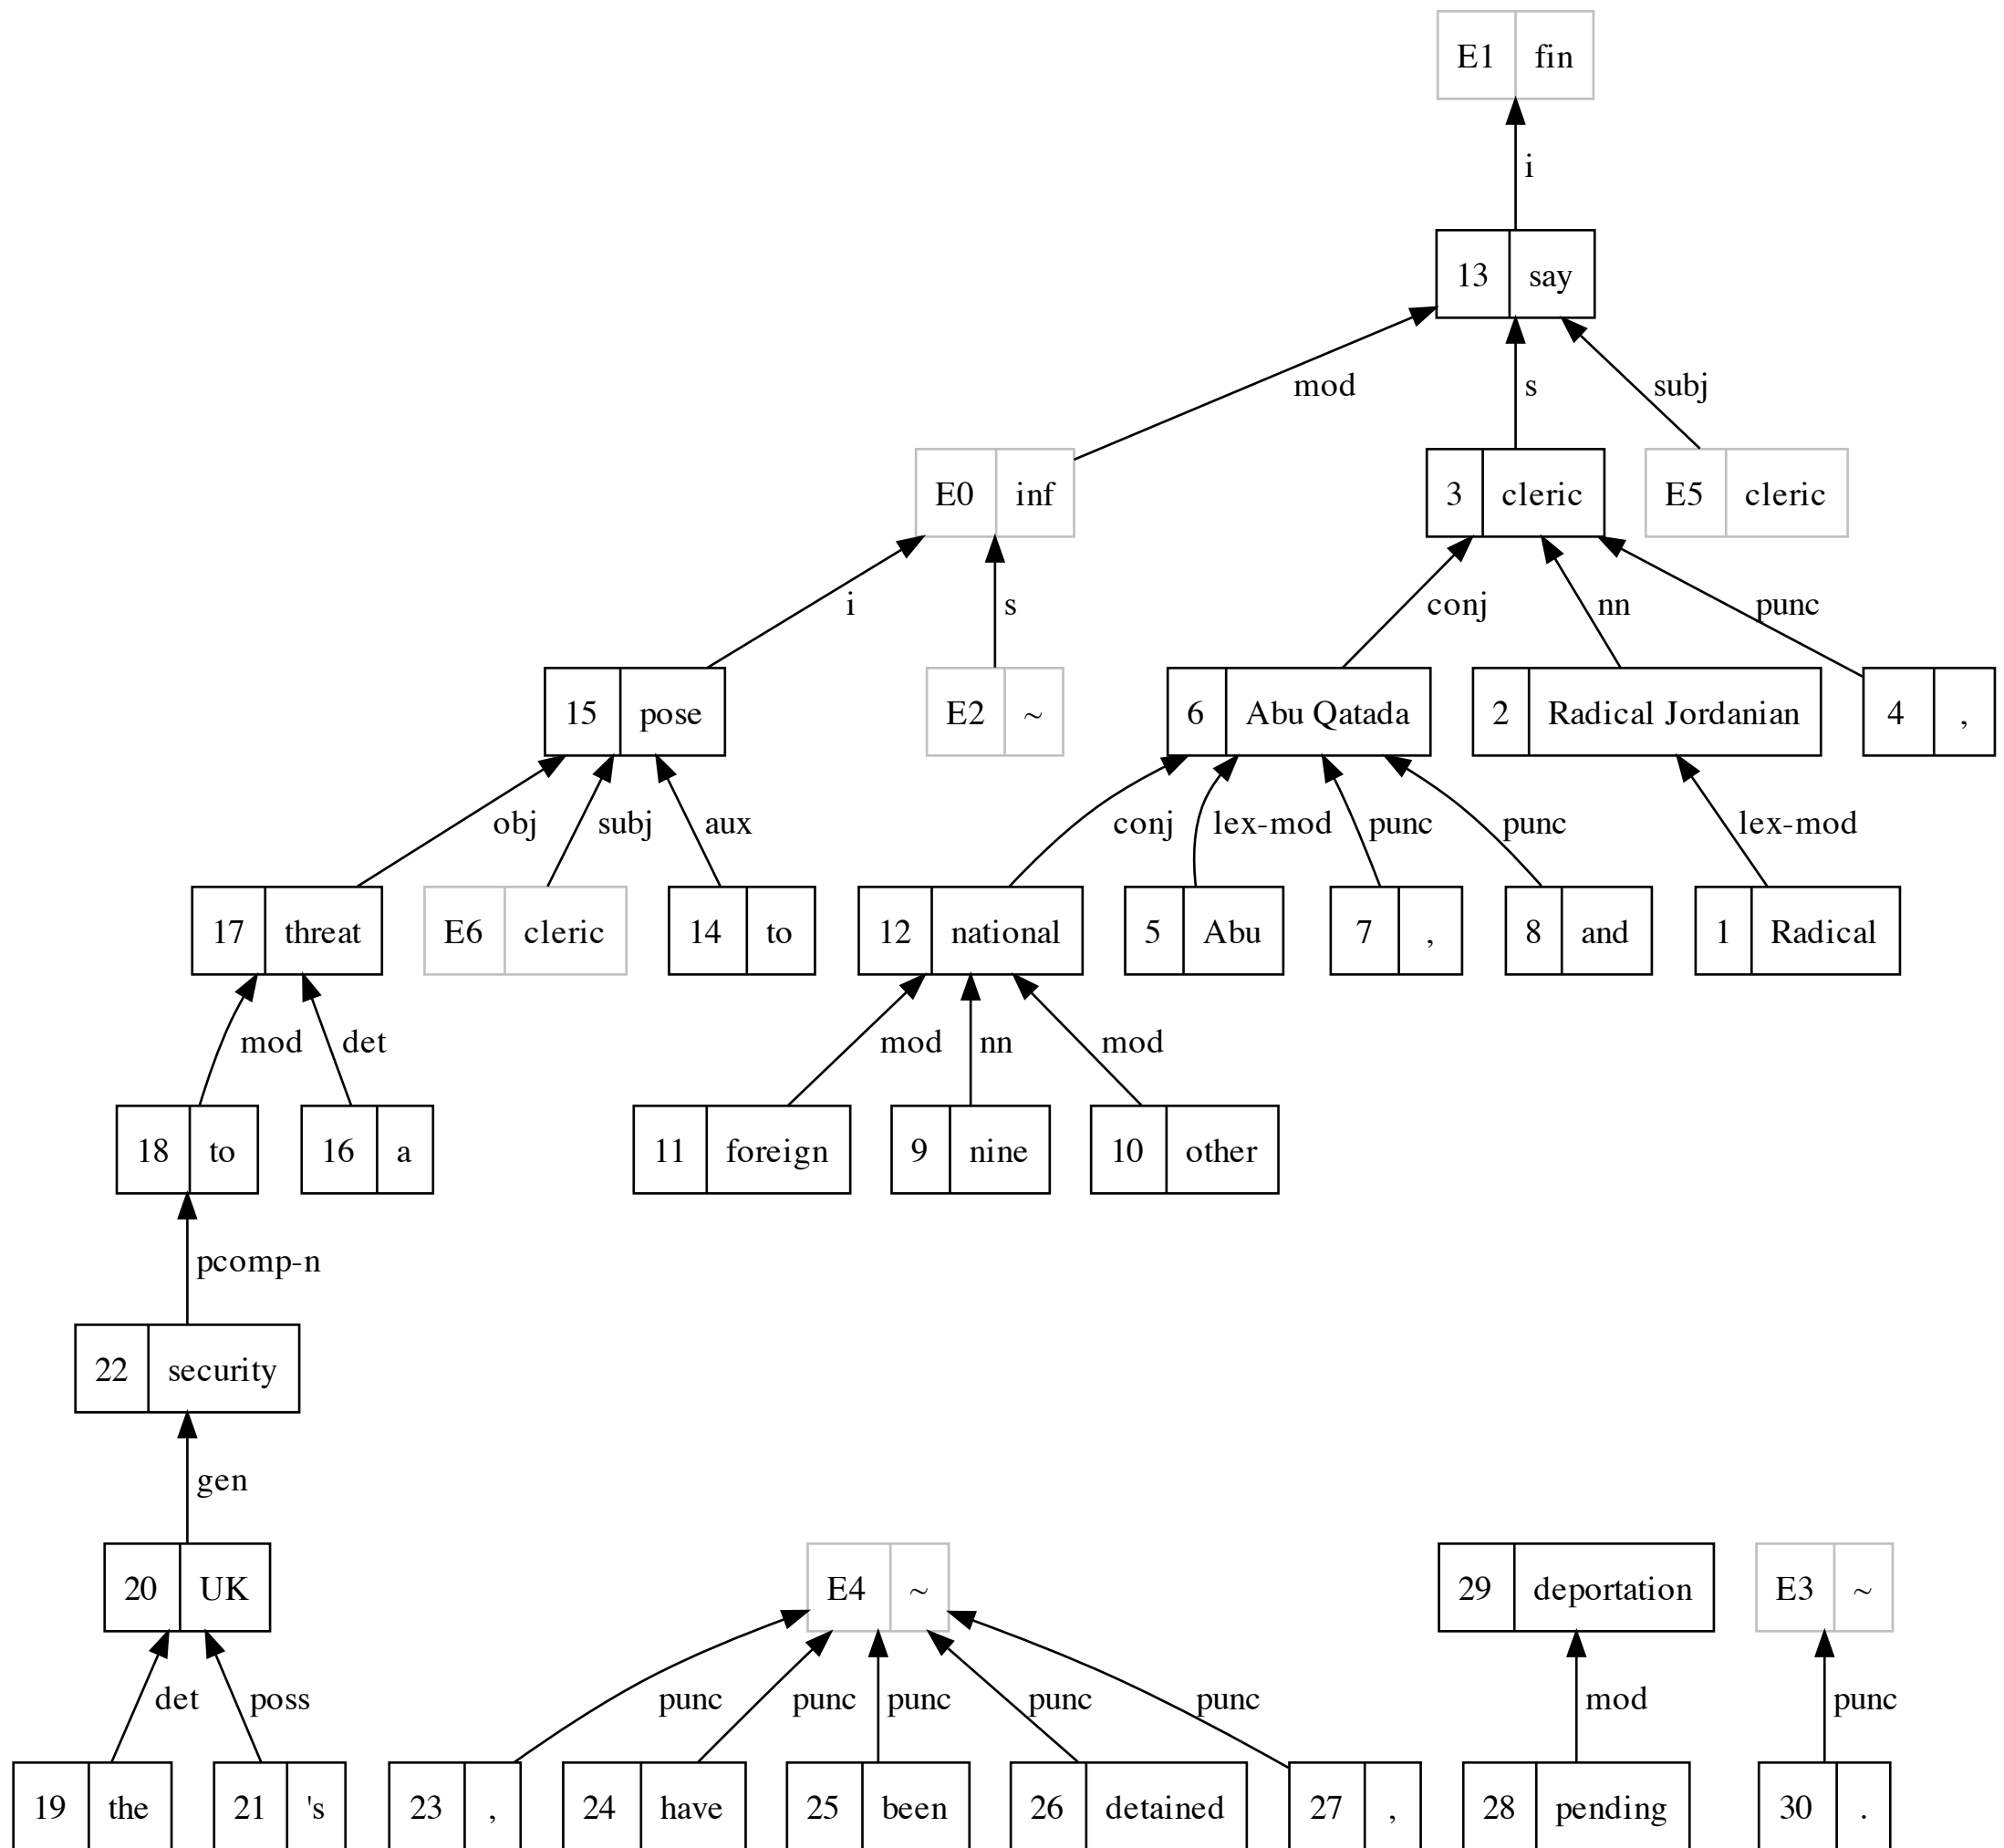 E1 fin
i
13 say
mod s subj
E0 inf 3 cleric E5 cleric
i s conj nn punc
15 pose E2 ~ 6 Abu Qatada 2 Radical Jordanian 4 ,
obj subj aux conj lex-mod punc punc lex-mod
17 threat E6 cleric 14 to 12 national 5 Abu 7 , 8 and 1 Radical
mod det mod nn mod
18 to 16 a 11 foreign 9 nine 10 other
pcomp-n
22 security
gen
20 UK E4 ~ 29 deportation E3 ~
det poss punc punc punc punc punc mod punc
19 the 21 's 23 , 24 have 25 been 26 detained 27 , 28 pending 30 .